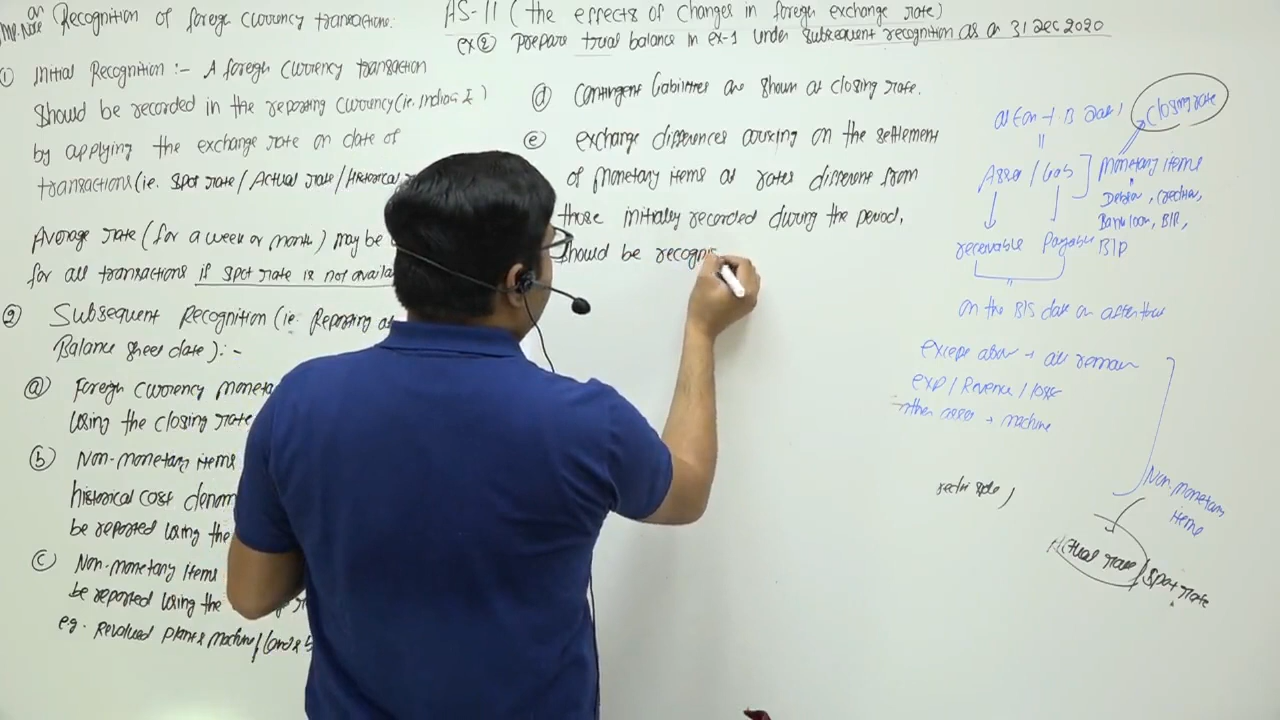 Recognition of foreign currency transactions:
AS-11 (the effects of changes in foreign exchange rate)
ex② Prepare trial balance in ex-1 under subsequent recognition as on 31 Dec 2020
① Initial Recognition:- A foreign currency transaction
should be recorded in the reporting currency (ie. Indian ₹)
by applying the exchange rate on date of
transactions (ie. Spot rate / Actual rate / Historical
Average rate (for a week or month) may be
for all transactions if spot rate is not
② Subsequent Recognition (ie. Reporting
Balance sheet date):-
ⓐ foreign currency
using the closing rate
ⓑ Non-monetary items
historical cost
be reported using the
ⓒ Non-monetary items
be reported using the
eg. Revalued plant & machine/
ⓓ Contingent liabilities are shown at closing rate.
ⓔ exchange differences arising on the settlement
of monetary items at rates different from
those initially recorded during the period,
should be
closing rate
Asset / Liab ] monetary items
Debtor, creditor,
Bank loan, B/R,
receivable Payable B/P
on the B/S date or after that
except above → all remain
exp / Revenue / loss
→ machine
Non-monetary
items
Actual rate / Spot rate